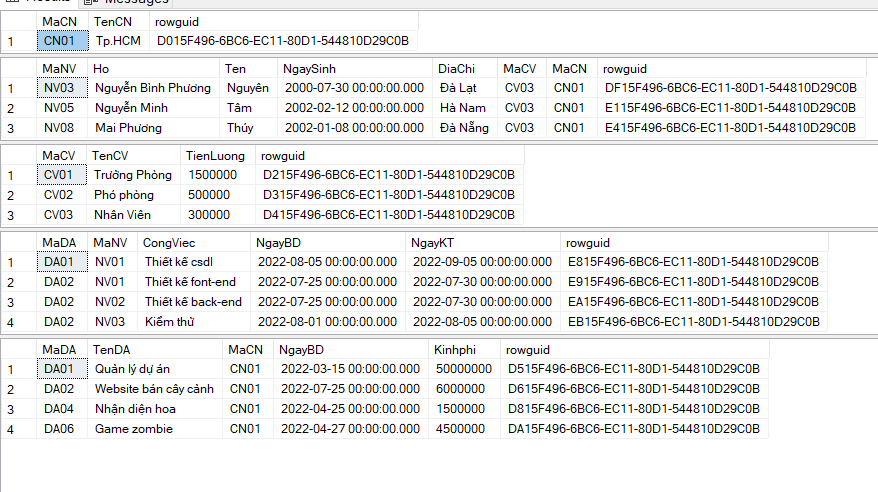 Results Messages
MaCN TenCN rowguid
1 CN01 Tp.HCM D015F496-6BC6-EC11-80D1-544810D29C0B
MaNV Ho Ten NgaySinh DiaChi MaCV MaCN rowguid
1 NV03 Nguyễn Bình Phương Nguyên 2000-07-30 00:00:00.000 Đà Lạt CV03 CN01 DF15F496-6BC6-EC11-80D1-544810D29C0B
2 NV05 Nguyễn Minh Tâm 2002-02-12 00:00:00.000 Hà Nam CV03 CN01 E115F496-6BC6-EC11-80D1-544810D29C0B
3 NV08 Mai Phương Thúy 2002-01-08 00:00:00.000 Đà Nẵng CV03 CN01 E415F496-6BC6-EC11-80D1-544810D29C0B
MaCV TenCV TienLuong rowguid
1 CV01 Trưởng Phòng 1500000 D215F496-6BC6-EC11-80D1-544810D29C0B
2 CV02 Phó phòng 500000 D315F496-6BC6-EC11-80D1-544810D29C0B
3 CV03 Nhân Viên 300000 D415F496-6BC6-EC11-80D1-544810D29C0B
MaDA MaNV CongViec NgayBD NgayKT rowguid
1 DA01 NV01 Thiết kế csdl 2022-08-05 00:00:00.000 2022-09-05 00:00:00.000 E815F496-6BC6-EC11-80D1-544810D29C0B
2 DA02 NV01 Thiết kế font-end 2022-07-25 00:00:00.000 2022-07-30 00:00:00.000 E915F496-6BC6-EC11-80D1-544810D29C0B
3 DA02 NV02 Thiết kế back-end 2022-07-25 00:00:00.000 2022-07-30 00:00:00.000 EA15F496-6BC6-EC11-80D1-544810D29C0B
4 DA02 NV03 Kiểm thử 2022-08-01 00:00:00.000 2022-08-05 00:00:00.000 EB15F496-6BC6-EC11-80D1-544810D29C0B
MaDA TenDA MaCN NgayBD Kinhphi rowguid
1 DA01 Quản lý dự án CN01 2022-03-15 00:00:00.000 50000000 D515F496-6BC6-EC11-80D1-544810D29C0B
2 DA02 Website bán cây cảnh CN01 2022-07-25 00:00:00.000 6000000 D615F496-6BC6-EC11-80D1-544810D29C0B
3 DA04 Nhận diện hoa CN01 2022-04-25 00:00:00.000 1500000 D815F496-6BC6-EC11-80D1-544810D29C0B
4 DA06 Game zombie CN01 2022-04-27 00:00:00.000 4500000 DA15F496-6BC6-EC11-80D1-544810D29C0B